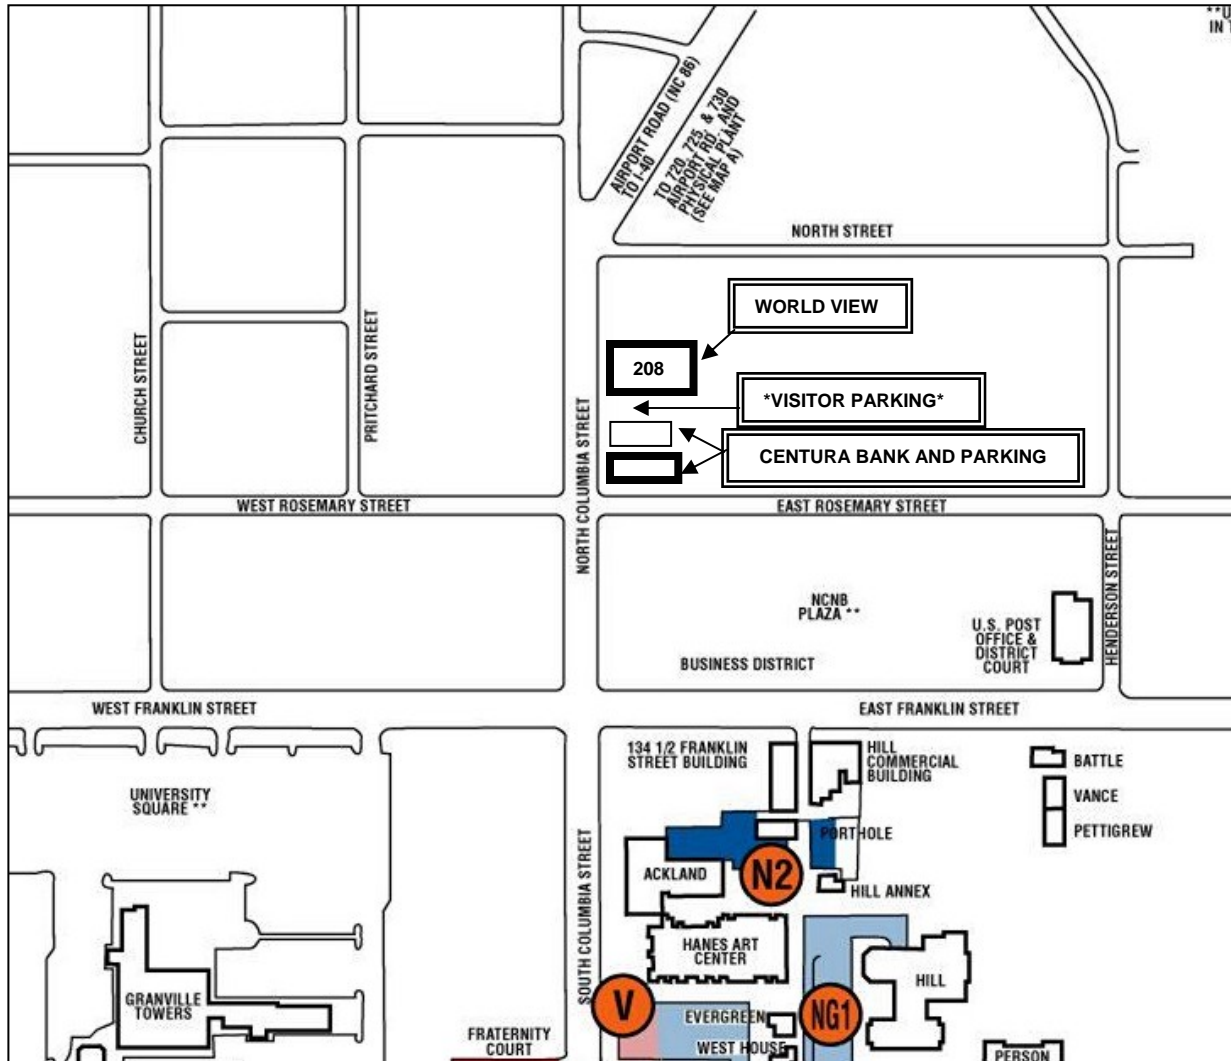 **U
IN T
AIRPORT ROAD (NC 86)
TO I-40
TO 720, 725, & 730
AIRPORT RD, AND
PHYSICAL PLANT
(SEE MAP A)
NORTH STREET
WORLD VIEW
208
*VISITOR PARKING*
CENTURA BANK AND PARKING
CHURCH STREET
PRITCHARD STREET
NORTH COLUMBIA STREET
WEST ROSEMARY STREET
EAST ROSEMARY STREET
HENDERSON STREET
NCNB
PLAZA **
U.S. POST
OFFICE &
DISTRICT
COURT
BUSINESS DISTRICT
WEST FRANKLIN STREET
EAST FRANKLIN STREET
134 1/2 FRANKLIN
STREET BUILDING
HILL
COMMERCIAL
BUILDING
BATTLE
VANCE
PETTIGREW
UNIVERSITY
SQUARE **
PORTHOLE
ACKLAND
N2
HILL ANNEX
SOUTH COLUMBIA STREET
HANES ART
CENTER
HILL
GRANVILLE
TOWERS
V
NG1
EVERGREEN
WEST HOUSE
FRATERNITY
COURT
PERSON